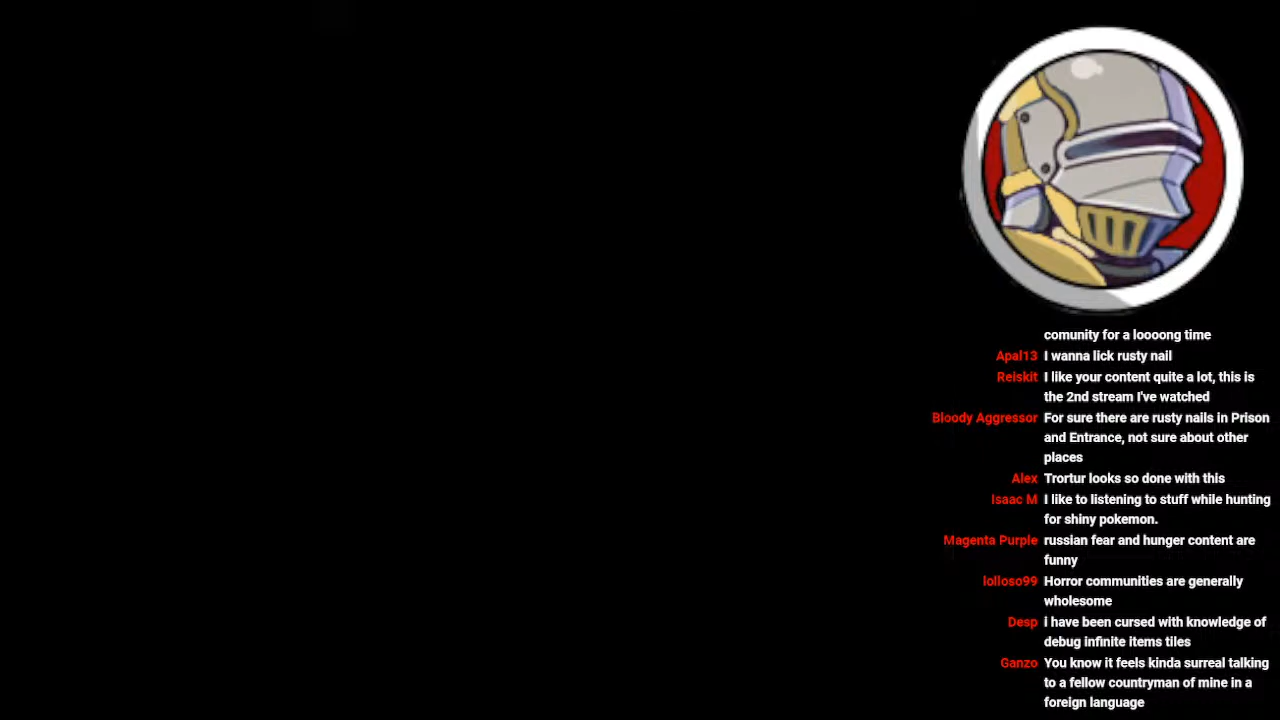 comunity for a loooong time
Apal13 I wanna lick rusty nail
Reiskit I like your content quite a lot, this is
the 2nd stream I've watched
Bloody Aggressor For sure there are rusty nails in Prison
and Entrance, not sure about other
places
Alex Trortur looks so done with this
Isaac M I like to listening to stuff while hunting
for shiny pokemon.
Magenta Purple russian fear and hunger content are
funny
lolloso99 Horror communities are generally
wholesome
Desp i have been cursed with knowledge of
debug infinite items tiles
Ganzo You know it feels kinda surreal talking
to a fellow countryman of mine in a
foreign language